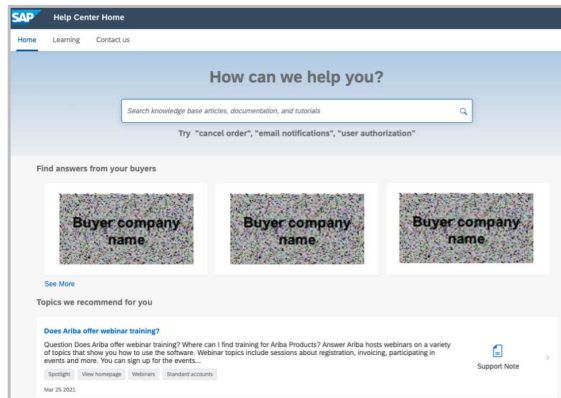 SAP Help Center Home
Home Learning Contact us
How can we help you?
Search knowledge base articles, documentation, and tutorials
Try "cancel order", "email notifications", "user authorization"
Find answers from your buyers
Buyer company name
Buyer company name
Buyer company name
See More
Topics we recommend for you
Does Ariba offer webinar training?
Question Does Ariba offer webinar training? Where can I find training for Ariba Products? Answer Ariba hosts webinars on a variety
of topics that show you how to use the software. Webinar topics include sessions about registration, invoicing, participating in
events and more. You can sign up for the events...
Support Note
Spotlight View homepage Webinars Standard accounts
Mar 25 2021